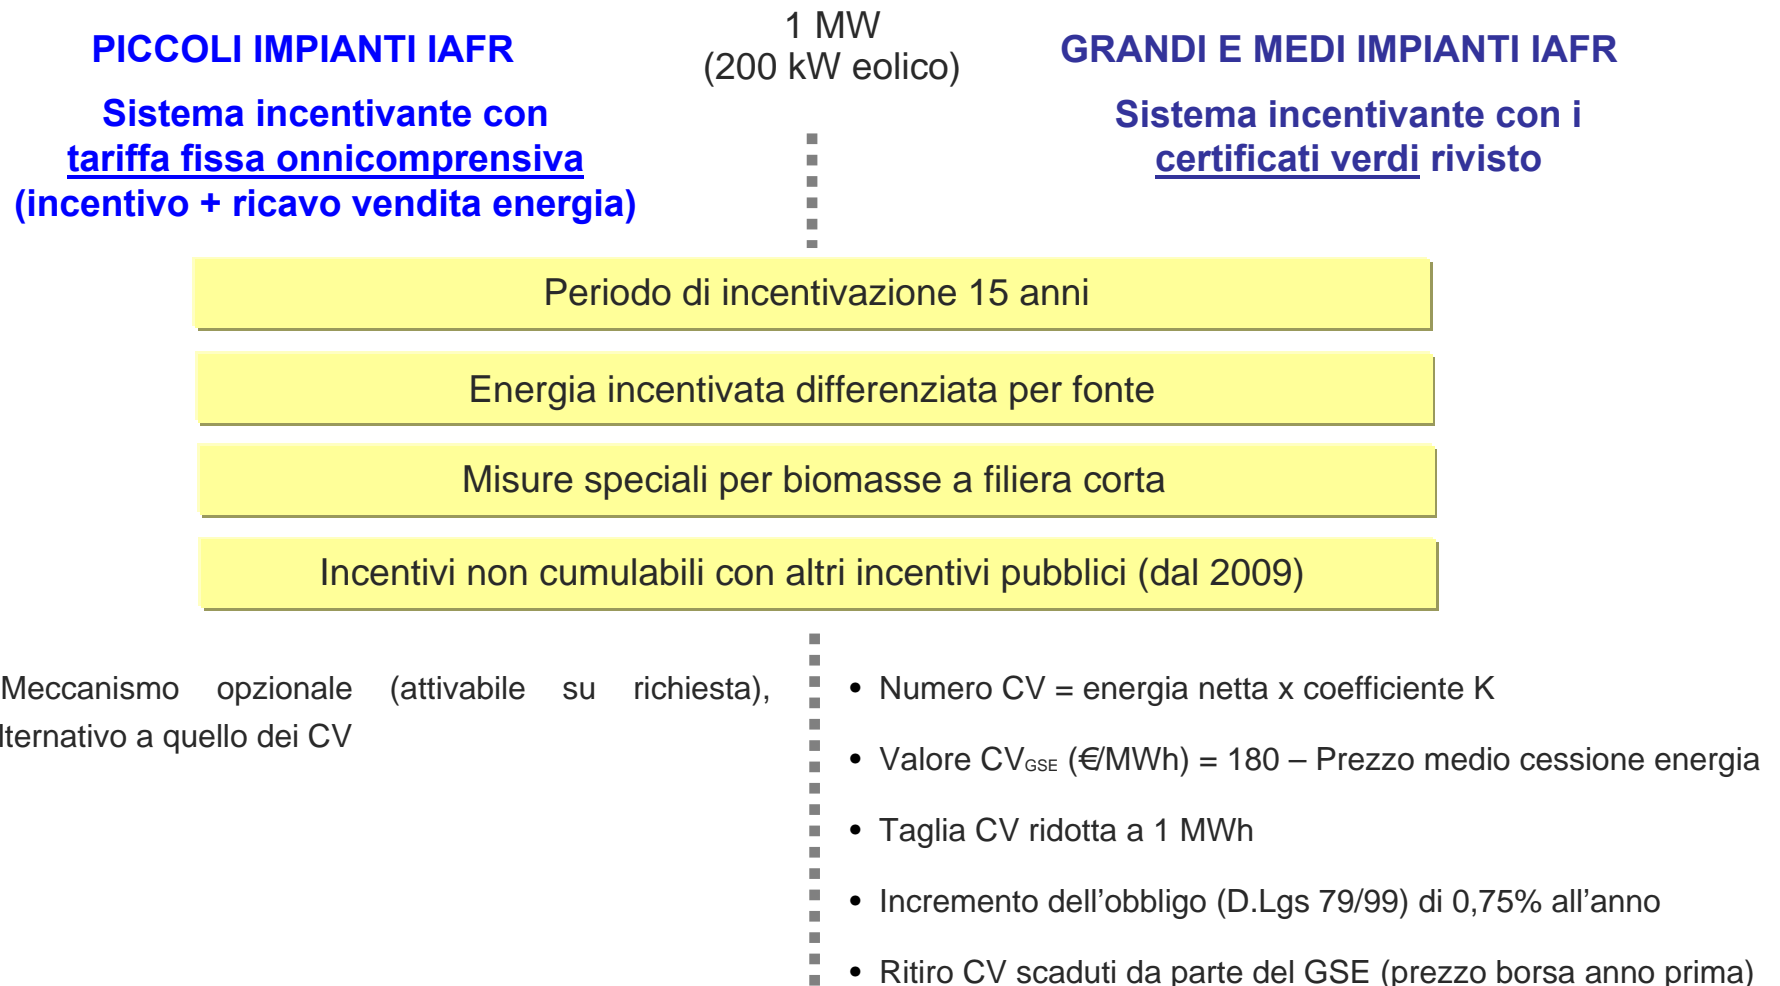 PICCOLI IMPIANTI IAFR
Sistema incentivante con
tariffa fissa onnicomprensiva
(incentivo + ricavo vendita energia)
1 MW
(200 kW eolico)
GRANDI E MEDI IMPIANTI IAFR
Sistema incentivante con i
certificati verdi rivisto
Periodo di incentivazione 15 anni
Energia incentivata differenziata per fonte
Misure speciali per biomasse a filiera corta
Incentivi non cumulabili con altri incentivi pubblici (dal 2009)
Meccanismo opzionale (attivabile su richiesta),
lternativo a quello dei CV
• Numero CV = energia netta x coefficiente K
• Valore CVGSE (€/MWh) = 180 – Prezzo medio cessione energia
• Taglia CV ridotta a 1 MWh
• Incremento dell’obbligo (D.Lgs 79/99) di 0,75% all’anno
• Ritiro CV scaduti da parte del GSE (prezzo borsa anno prima)